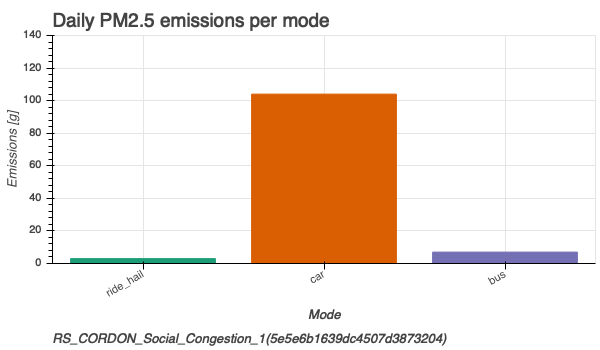 Daily PM2.5 emissions per mode
140
120
100
80
60
40
20
0
Emissions [g]
ride_hail
car
bus
Mode
RS_CORDON_Social_Congestion_1(5e5e6b1639dc4507d3873204)